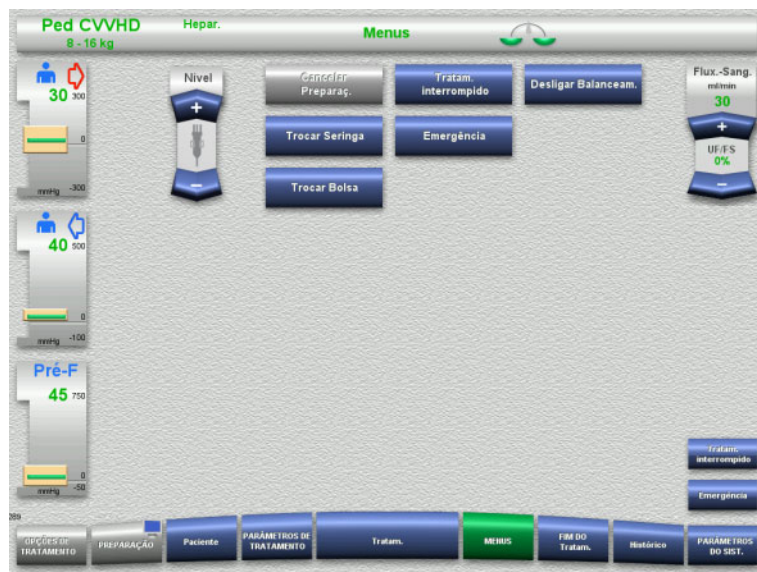 Ped CVVHD
Hepar.
8 - 16 kg
Menus
30
300
0
mmHg
-300
40
500
0
mmHg
-100
Pré-F
45
750
0
mmHg
-50
Nível
+
−
Cancelar
Preparaç.
Tratam.
interrompido
Desligar Balanceam.
Trocar Seringa
Emergência
Trocar Bolsa
Flux.-Sang.
ml/min
30
+
UF/FS
0%
−
Tratam.
interrompido
Emergência
OPÇÕES DE
TRATAMENTO
PREPARAÇÃO
Paciente
PARÂMETROS DE
TRATAMENTO
Tratam.
MENUS
FIM DO
Tratam.
Histórico
PARÂMETROS
DO SIST.